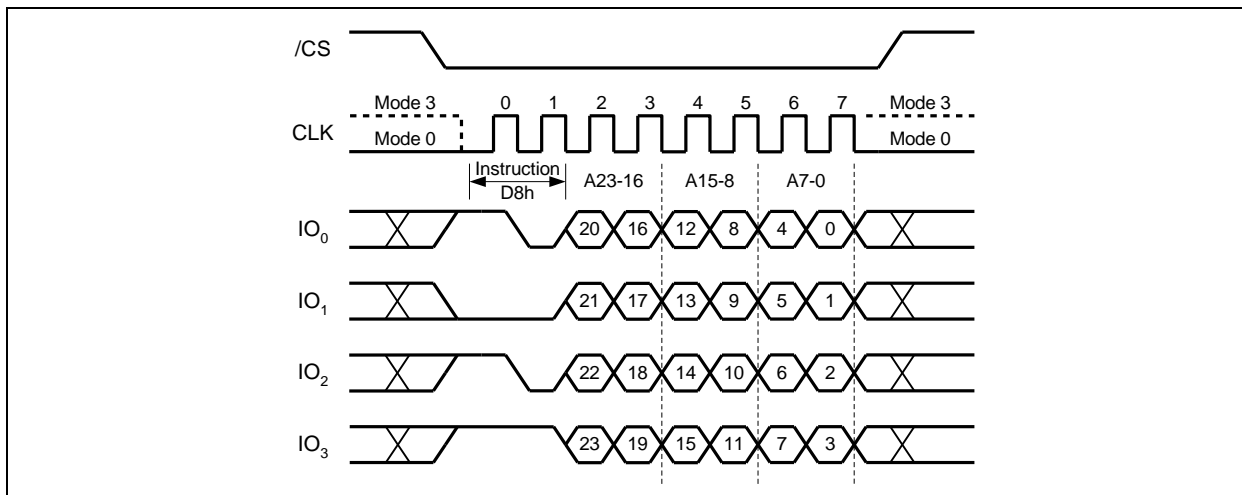 /CS
Mode 3 0 1 2 3 4 5 6 7 Mode 3
CLK
Mode 0 Mode 0
Instruction
D8h
A23-16 A15-8 A7-0
IO0 20 16 12 8 4 0
IO1 21 17 13 9 5 1
IO2 22 18 14 10 6 2
IO3 23 19 15 11 7 3